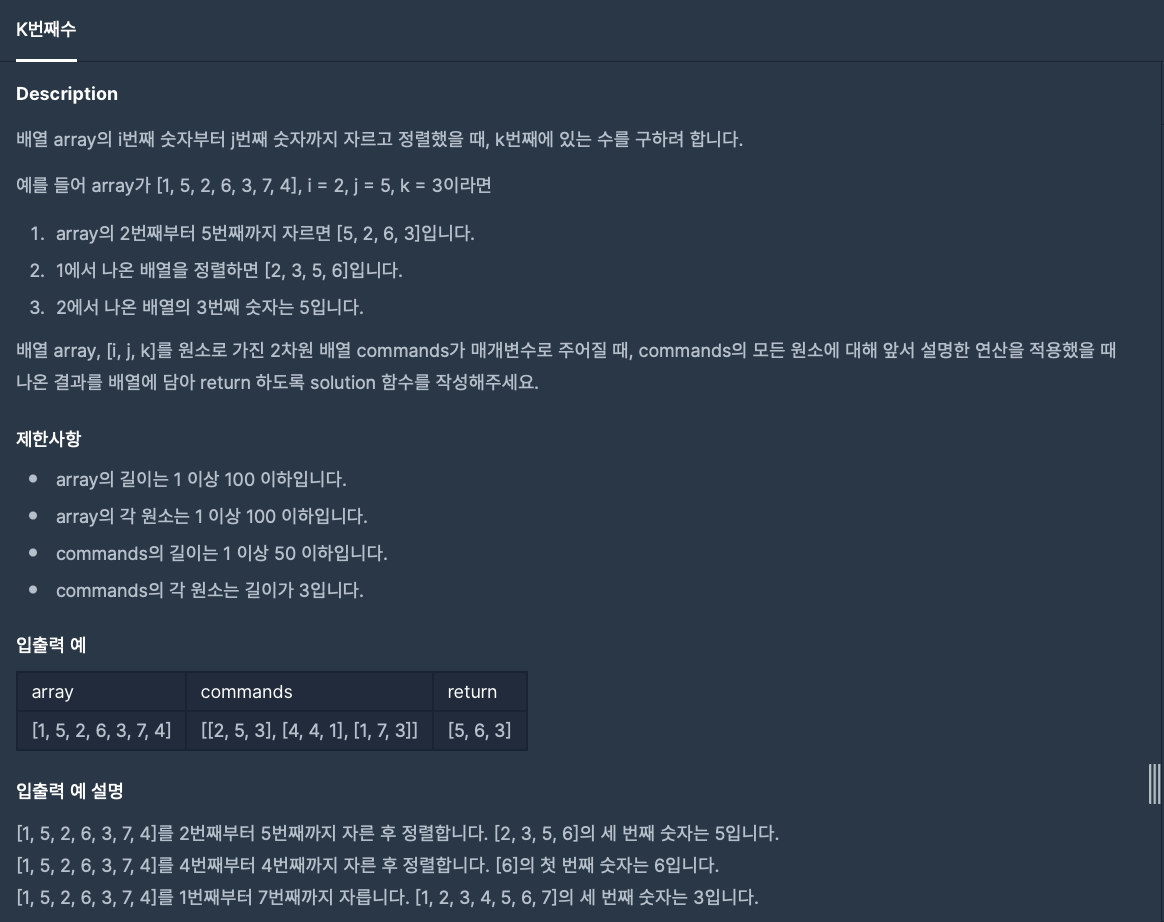 K번째수
Description
배열 array의 i번째 숫자부터 j번째 숫자까지 자르고 정렬했을 때, k번째에 있는 수를 구하려 합니다.
예를 들어 array가 [1, 5, 2, 6, 3, 7, 4], i = 2, j = 5, k = 3이라면
1. array의 2번째부터 5번째까지 자르면 [5, 2, 6, 3]입니다.
2. 1에서 나온 배열을 정렬하면 [2, 3, 5, 6]입니다.
3. 2에서 나온 배열의 3번째 숫자는 5입니다.
배열 array, [i, j, k]를 원소로 가진 2차원 배열 commands가 매개변수로 주어질 때, commands의 모든 원소에 대해 앞서 설명한 연산을 적용했을 때
나온 결과를 배열에 담아 return 하도록 solution 함수를 작성해주세요.
제한사항
• array의 길이는 1 이상 100 이하입니다.
• array의 각 원소는 1 이상 100 이하입니다.
• commands의 길이는 1 이상 50 이하입니다.
• commands의 각 원소는 길이가 3입니다.
입출력 예
array commands return
[1, 5, 2, 6, 3, 7, 4] [[2, 5, 3], [4, 4, 1], [1, 7, 3]] [5, 6, 3]
입출력 예 설명
[1, 5, 2, 6, 3, 7, 4]를 2번째부터 5번째까지 자른 후 정렬합니다. [2, 3, 5, 6]의 세 번째 숫자는 5입니다.
[1, 5, 2, 6, 3, 7, 4]를 4번째부터 4번째까지 자른 후 정렬합니다. [6]의 첫 번째 숫자는 6입니다.
[1, 5, 2, 6, 3, 7, 4]를 1번째부터 7번째까지 자릅니다. [1, 2, 3, 4, 5, 6, 7]의 세 번째 숫자는 3입니다.